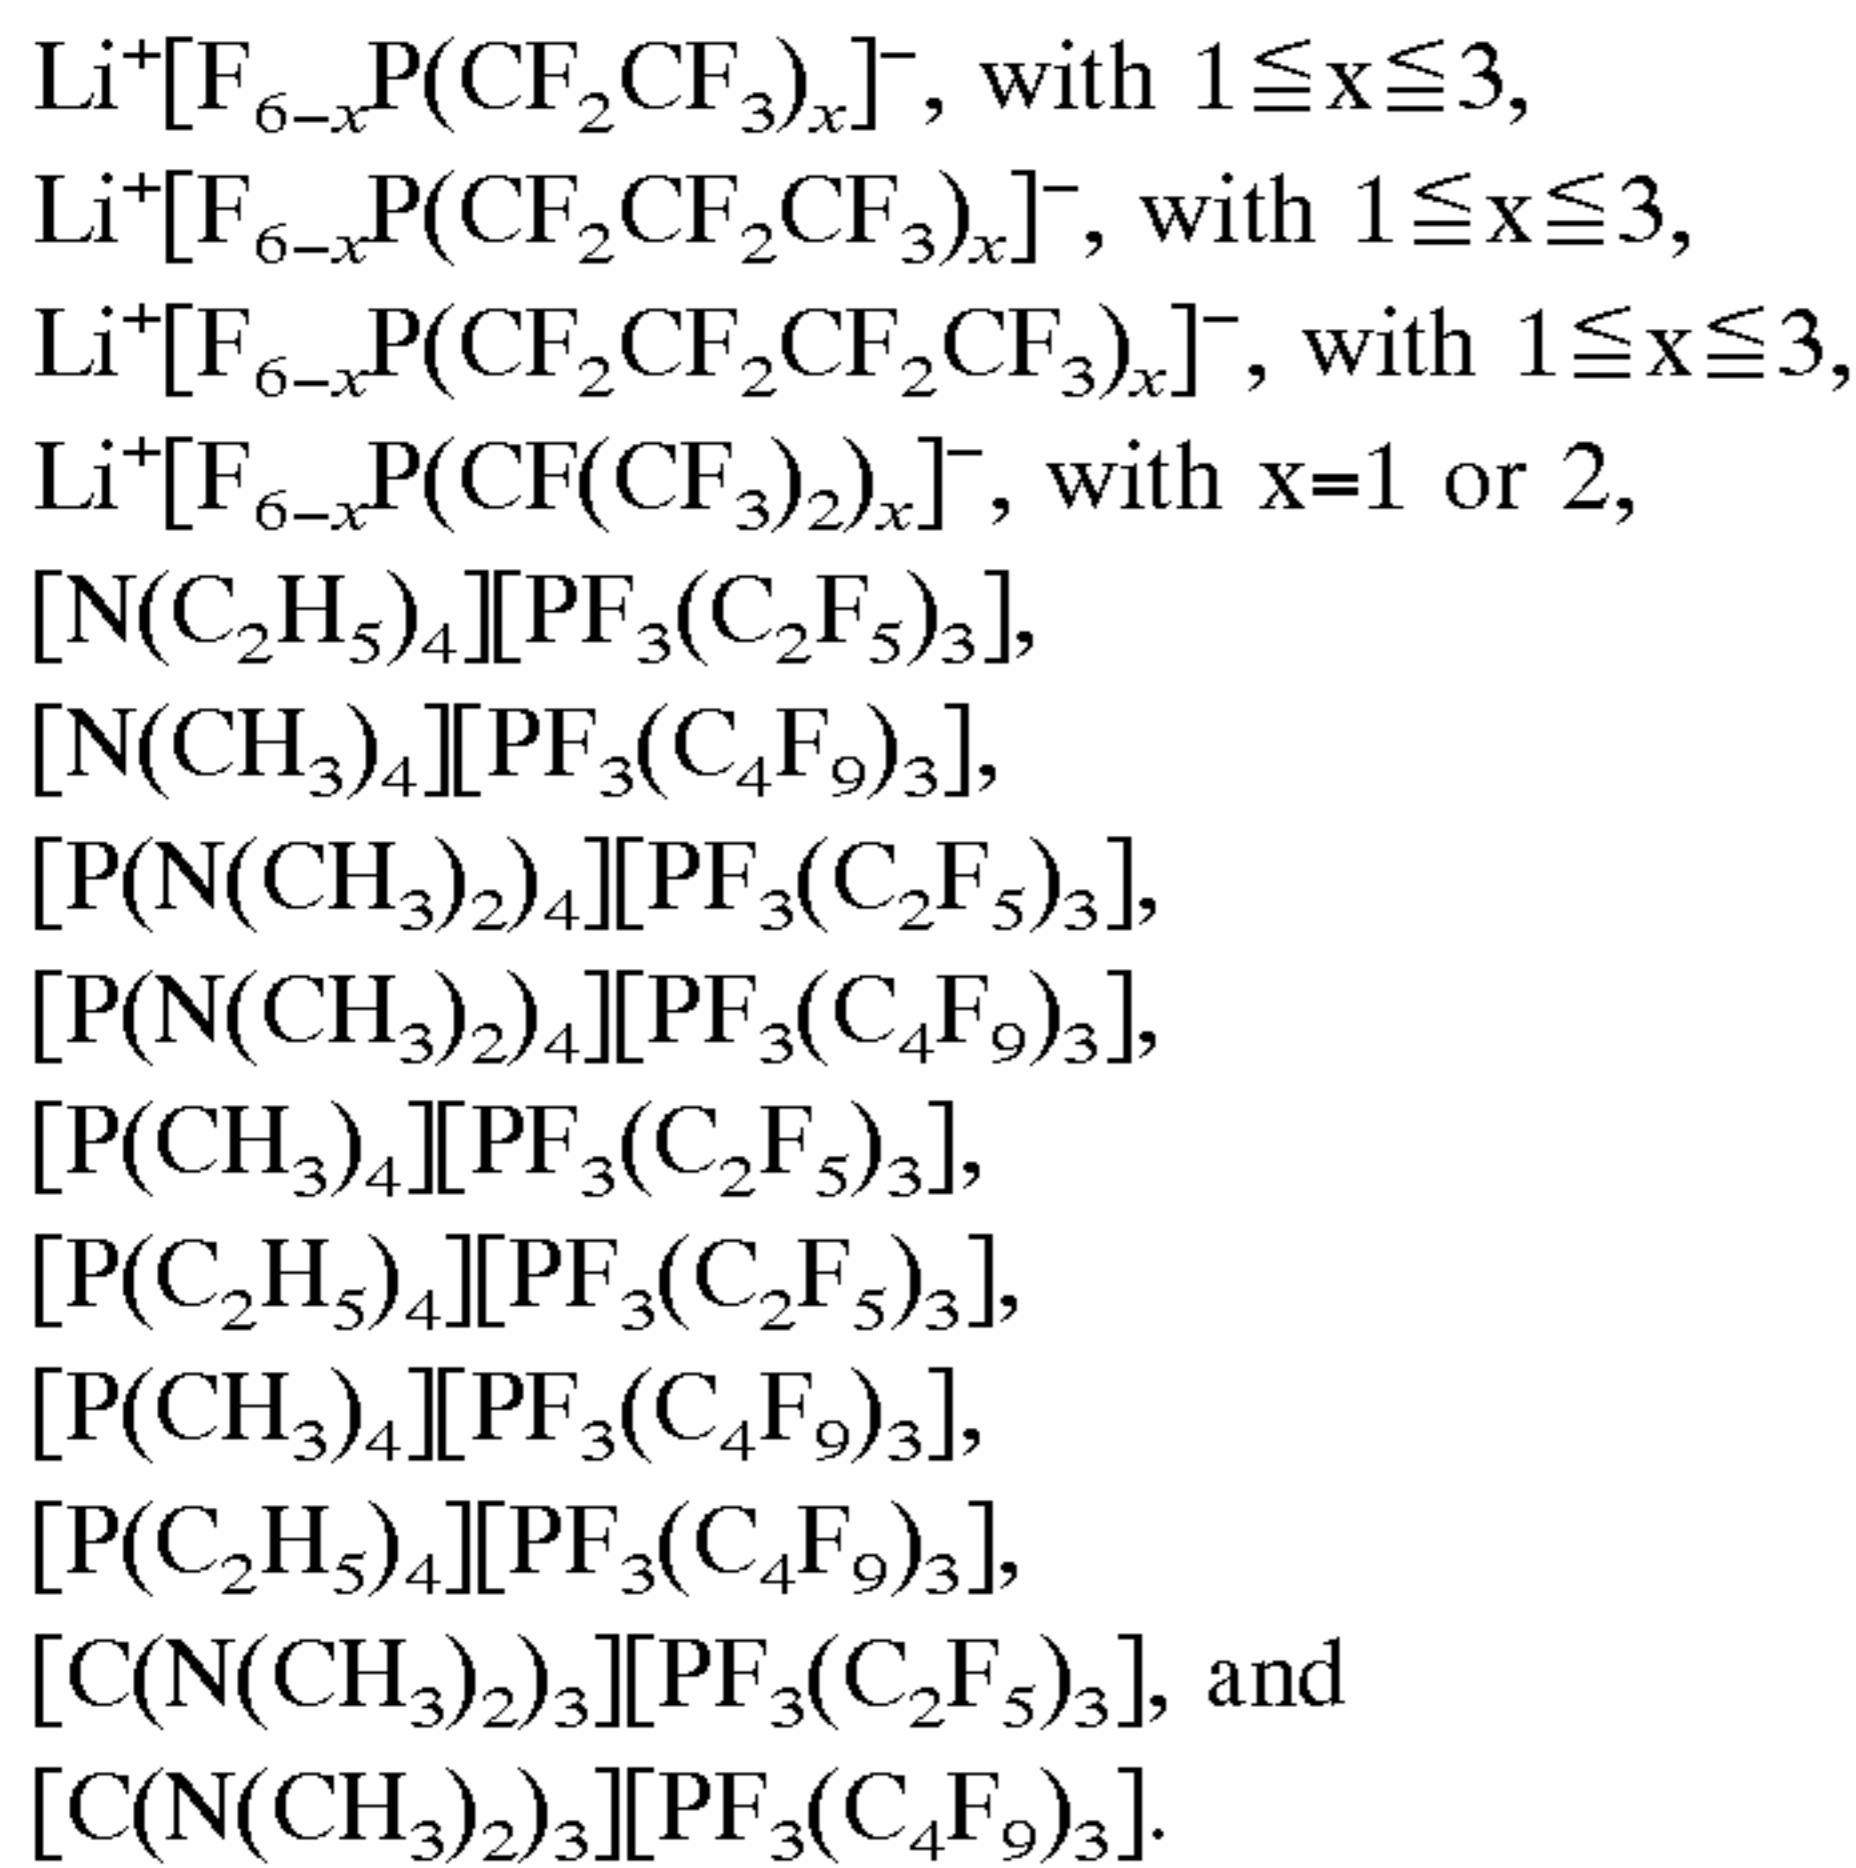 Li⁺[F₆₋ₓP(CF₂CF₃)ₓ]⁻, with 1≦x≦3,
Li⁺[F₆₋ₓP(CF₂CF₂CF₃)ₓ]⁻, with 1≦x≦3,
Li⁺[F₆₋ₓP(CF₂CF₂CF₂CF₃)ₓ]⁻, with 1≦x≦3,
Li⁺[F₆₋ₓP(CF(CF₃)₂)ₓ]⁻, with x=1 or 2,
[N(C₂H₅)₄][PF₃(C₂F₅)₃],
[N(CH₃)₄][PF₃(C₄F₉)₃],
[P(N(CH₃)₂)₄][PF₃(C₂F₅)₃],
[P(N(CH₃)₂)₄][PF₃(C₄F₉)₃],
[P(CH₃)₄][PF₃(C₂F₅)₃],
[P(C₂H₅)₄][PF₃(C₂F₅)₃],
[P(CH₃)₄][PF₃(C₄F₉)₃],
[P(C₂H₅)₄][PF₃(C₄F₉)₃],
[C(N(CH₃)₂)₃][PF₃(C₂F₅)₃], and
[C(N(CH₃)₂)₃][PF₃(C₄F₉)₃].